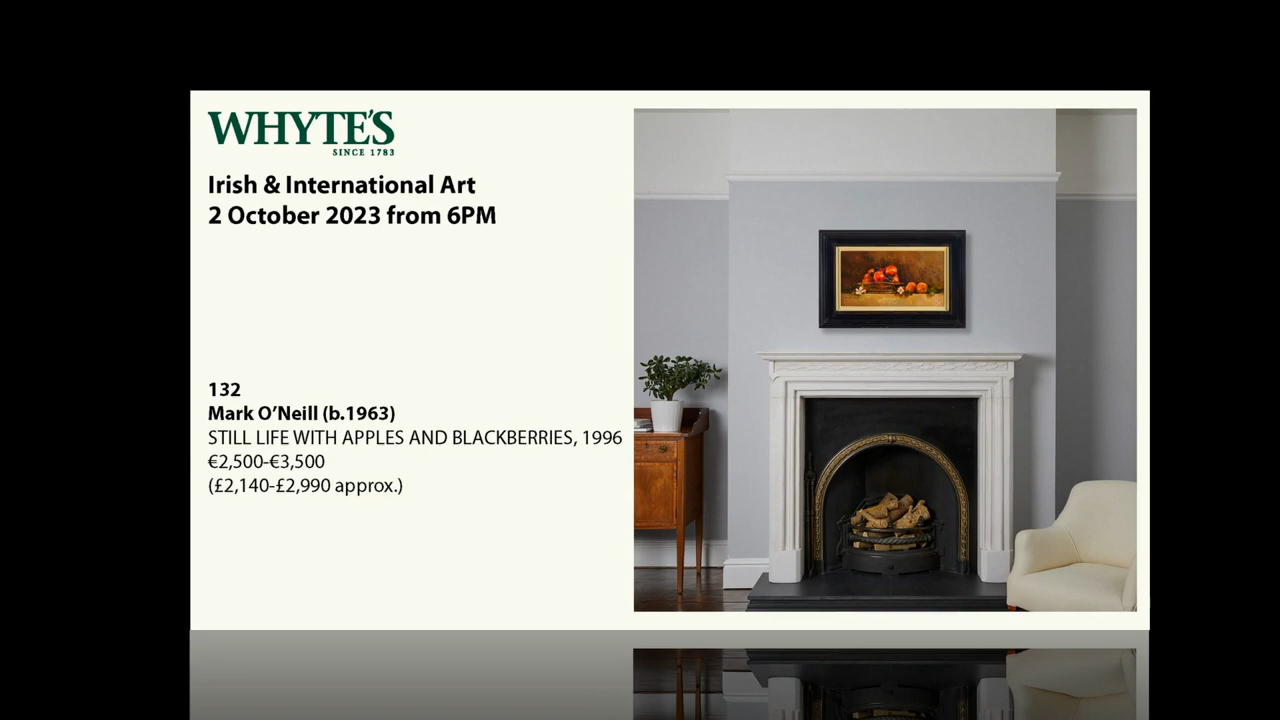 WHYTE'S
SINCE 1783
Irish & International Art
2 October 2023 from 6PM
132
Mark O’Neill (b.1963)
STILL LIFE WITH APPLES AND BLACKBERRIES, 1996
€2,500-€3,500
(£2,140-£2,990 approx.)